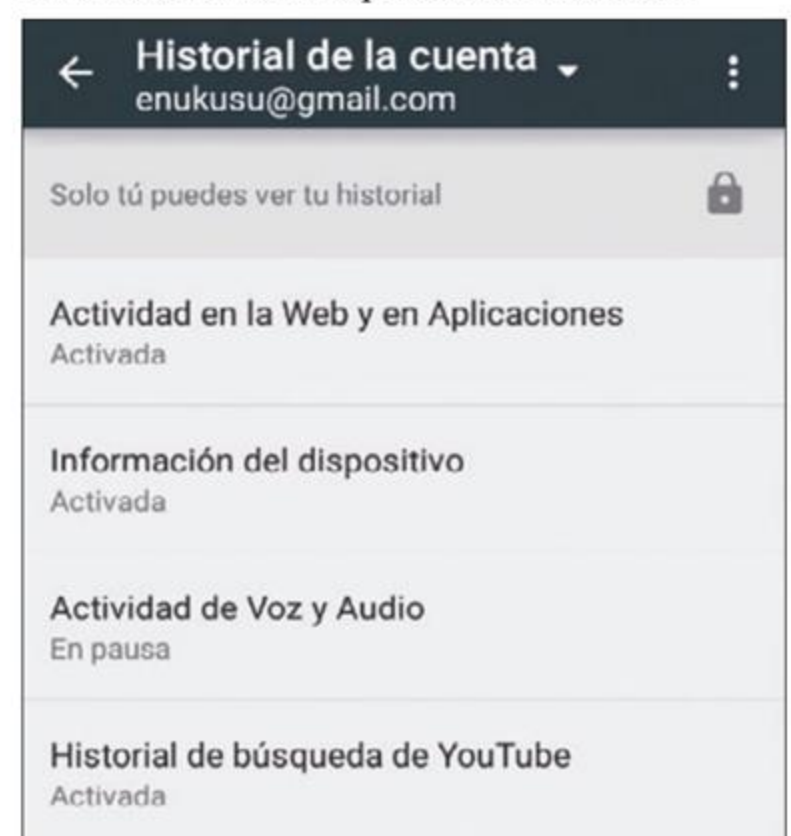 Historial de la cuenta
enukusu@gmail.com
Solo tú puedes ver tu historial
Actividad en la Web y en Aplicaciones
Activada
Información del dispositivo
Activada
Actividad de Voz y Audio
En pausa
Historial de búsqueda de YouTube
Activada